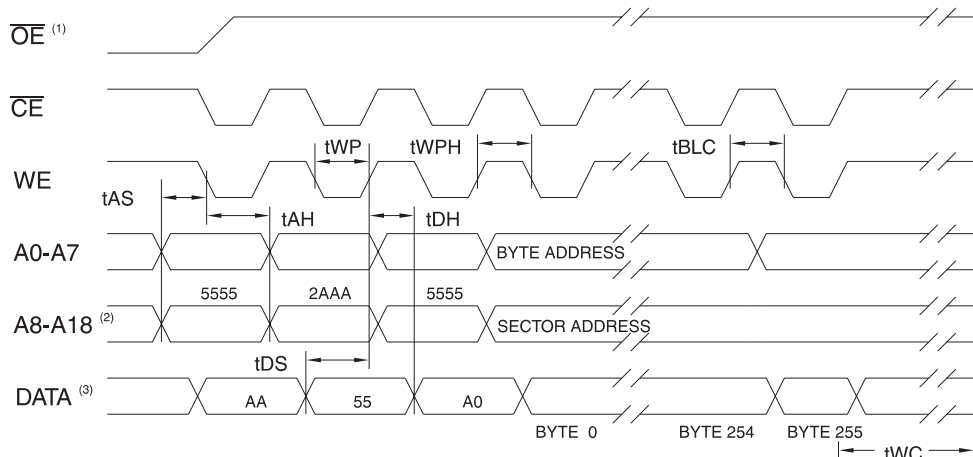 OE (1)
CE
tWP tWPH tBLC
WE
tAS
tAH tDH
A0-A7 BYTE ADDRESS
5555 2AAA 5555
A8-A18 (2) SECTOR ADDRESS
tDS
DATA (3) AA 55 A0
BYTE 0 BYTE 254 BYTE 255
tWC